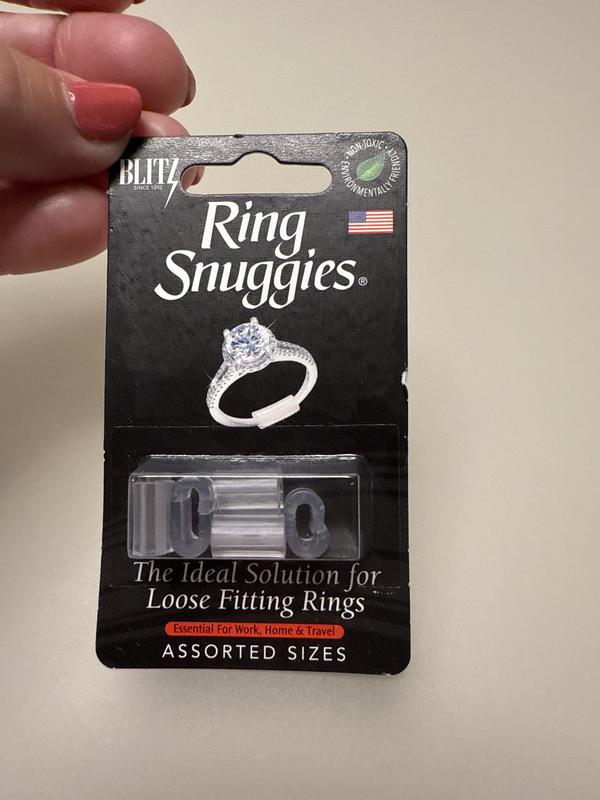 BLITZ
SINCE 1912
NON-TOXIC • ENVIRONMENTALLY FRIENDLY •
Ring
Snuggies®
The Ideal Solution for
Loose Fitting Rings
Essential For Work, Home & Travel
ASSORTED SIZES